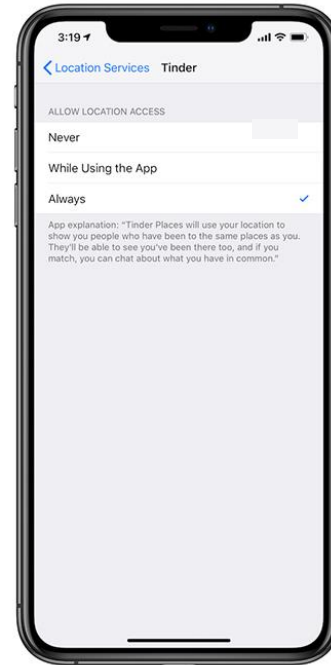 3:19
Location Services Tinder
ALLOW LOCATION ACCESS
Never
While Using the App
Always
App explanation: “Tinder Places will use your location to
show you people who have been to the same places as you.
They’ll be able to see you’ve been there too, and if you
match, you can chat about what you have in common.”